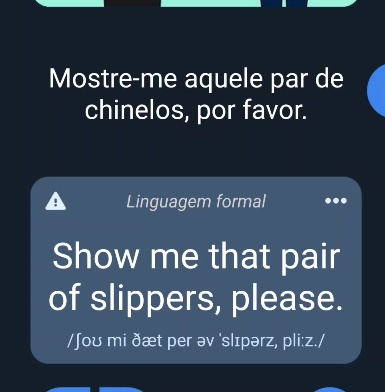 Mostre-me aquele par de
chinelos, por favor.
Linguagem formal
Show me that pair
of slippers, please.
/ʃoʊ mi ðæt per əv ˈslɪpərz, pliːz./